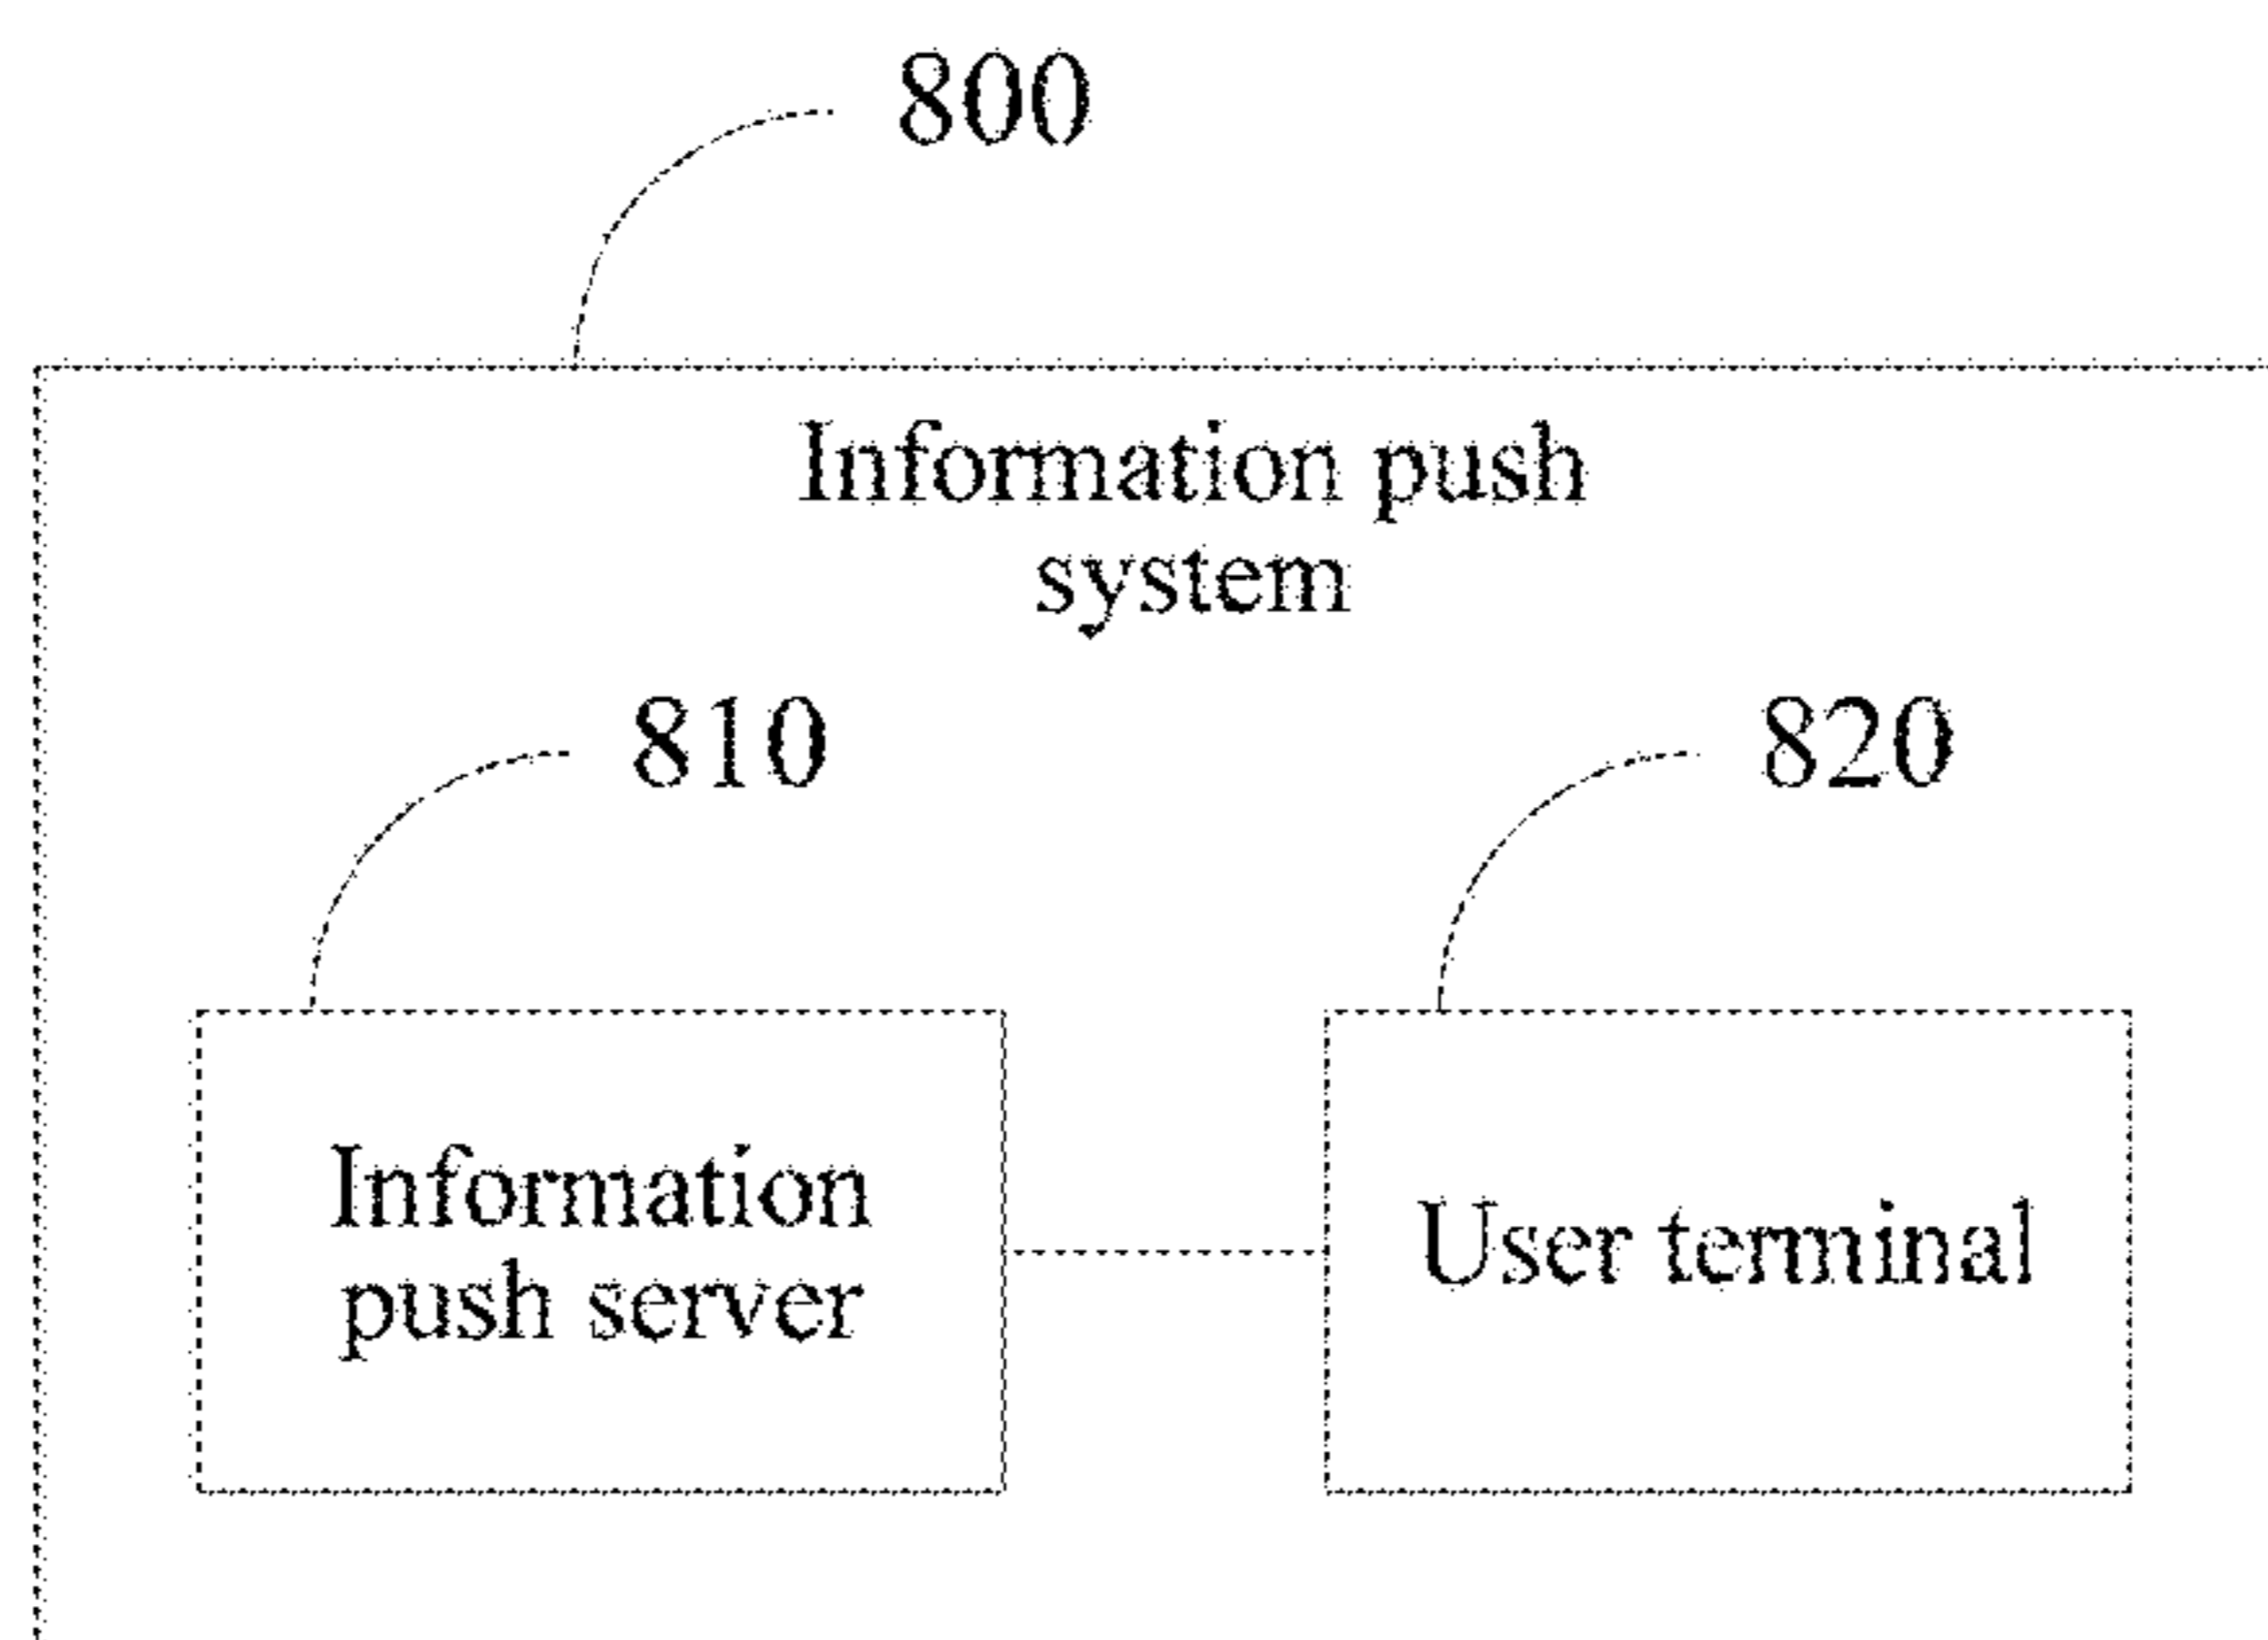 800
Information push
system
810
820
Information
push server
User terminal